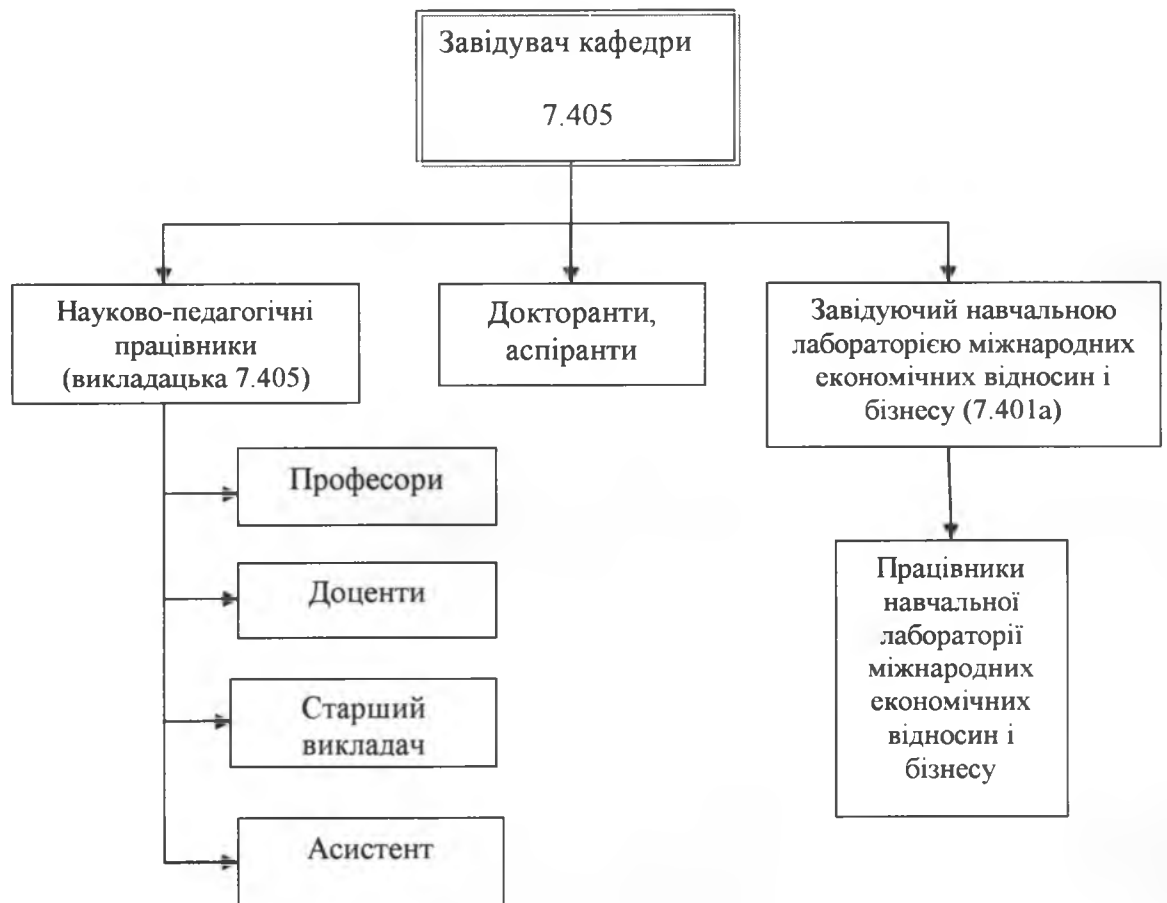 Завідувач кафедри
7.405
Науково-педагогічні
працівники
(викладацька 7.405)
Докторанти,
аспіранти
Завідуючий навчальною
лабораторією міжнародних
економічних відносин і
бізнесу (7.401а)
Професори
Доценти
Старший
викладач
Асистент
Працівники
навчальної
лабораторії
міжнародних
економічних
відносин і
бізнесу